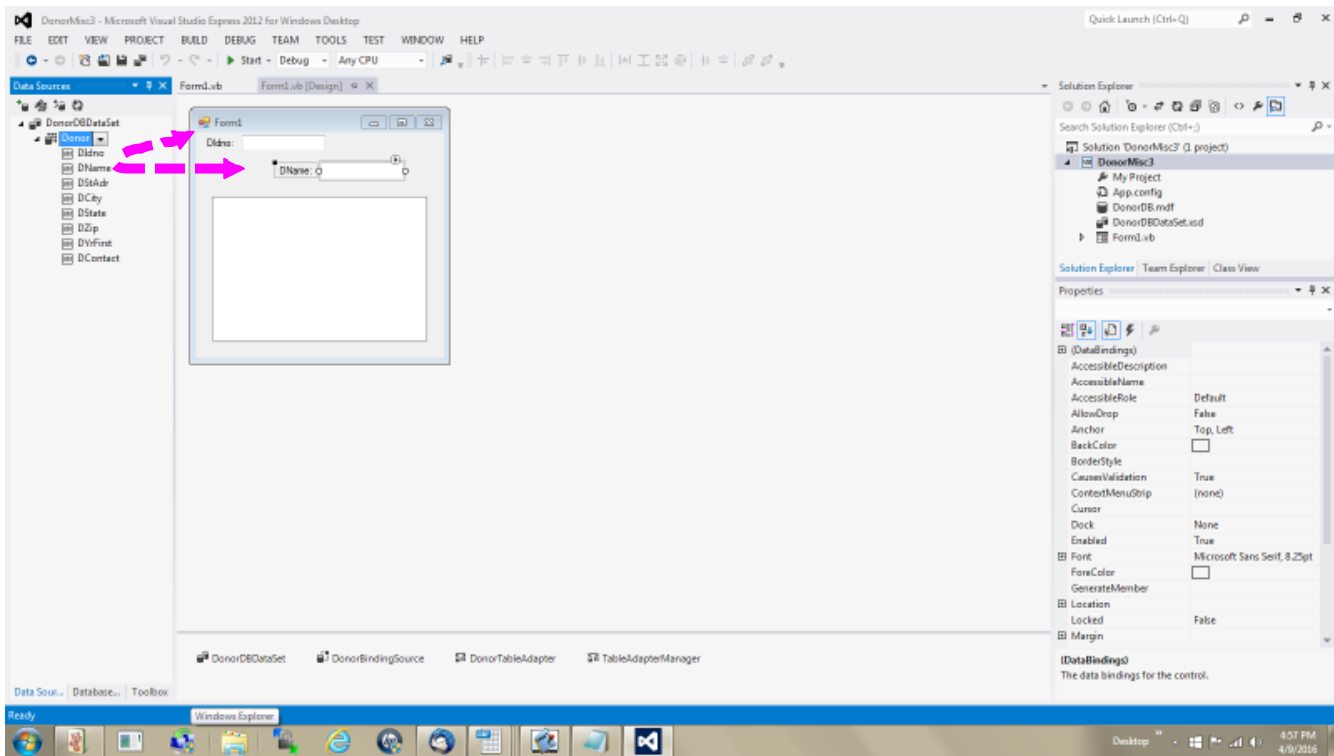 DonorMisc3 - Microsoft Visual Studio Express 2012 for Windows Desktop
Quick Launch (Ctrl+Q)
FILE EDIT VIEW PROJECT BUILD DEBUG TEAM TOOLS TEST WINDOW HELP
Start - Debug - Any CPU
Data Sources
Form1.vb
Form1.vb [Design]
DonorDBDataSet
Donor
DIdno
DName
DStAdr
DCity
DState
DZip
DYrFirst
DContact
Form1
DIdno:
DName:
DonorDBDataSet
DonorBindingSource
DonorTableAdapter
TableAdapterManager
Data Sour... Database... Toolbox
Solution Explorer
Search Solution Explorer (Ctrl+;)
Solution 'DonorMisc3' (1 project)
DonorMisc3
My Project
App.config
DonorDB.mdf
DonorDBDataSet.xsd
Form1.vb
Solution Explorer Team Explorer Class View
Properties
(DataBindings)
AccessibleDescription
AccessibleName
AccessibleRole Default
AllowDrop False
Anchor Top, Left
BackColor
BorderStyle
CausesValidation True
ContextMenuStrip (none)
Cursor
Dock None
Enabled True
Font Microsoft Sans Serif, 8.25pt
ForeColor
GenerateMember
Location
Locked False
Margin
(DataBindings)
The data bindings for the control.
Ready
Windows Explorer
Desktop
4:57 PM
4/9/2016